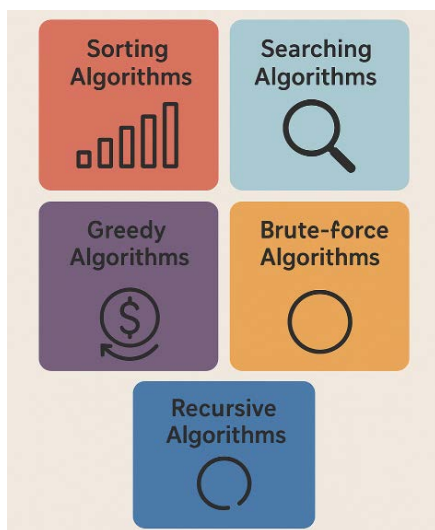 Sorting
Algorithms
Searching
Algorithms
Greedy
Algorithms
$
Brute-force
Algorithms
Recursive
Algorithms